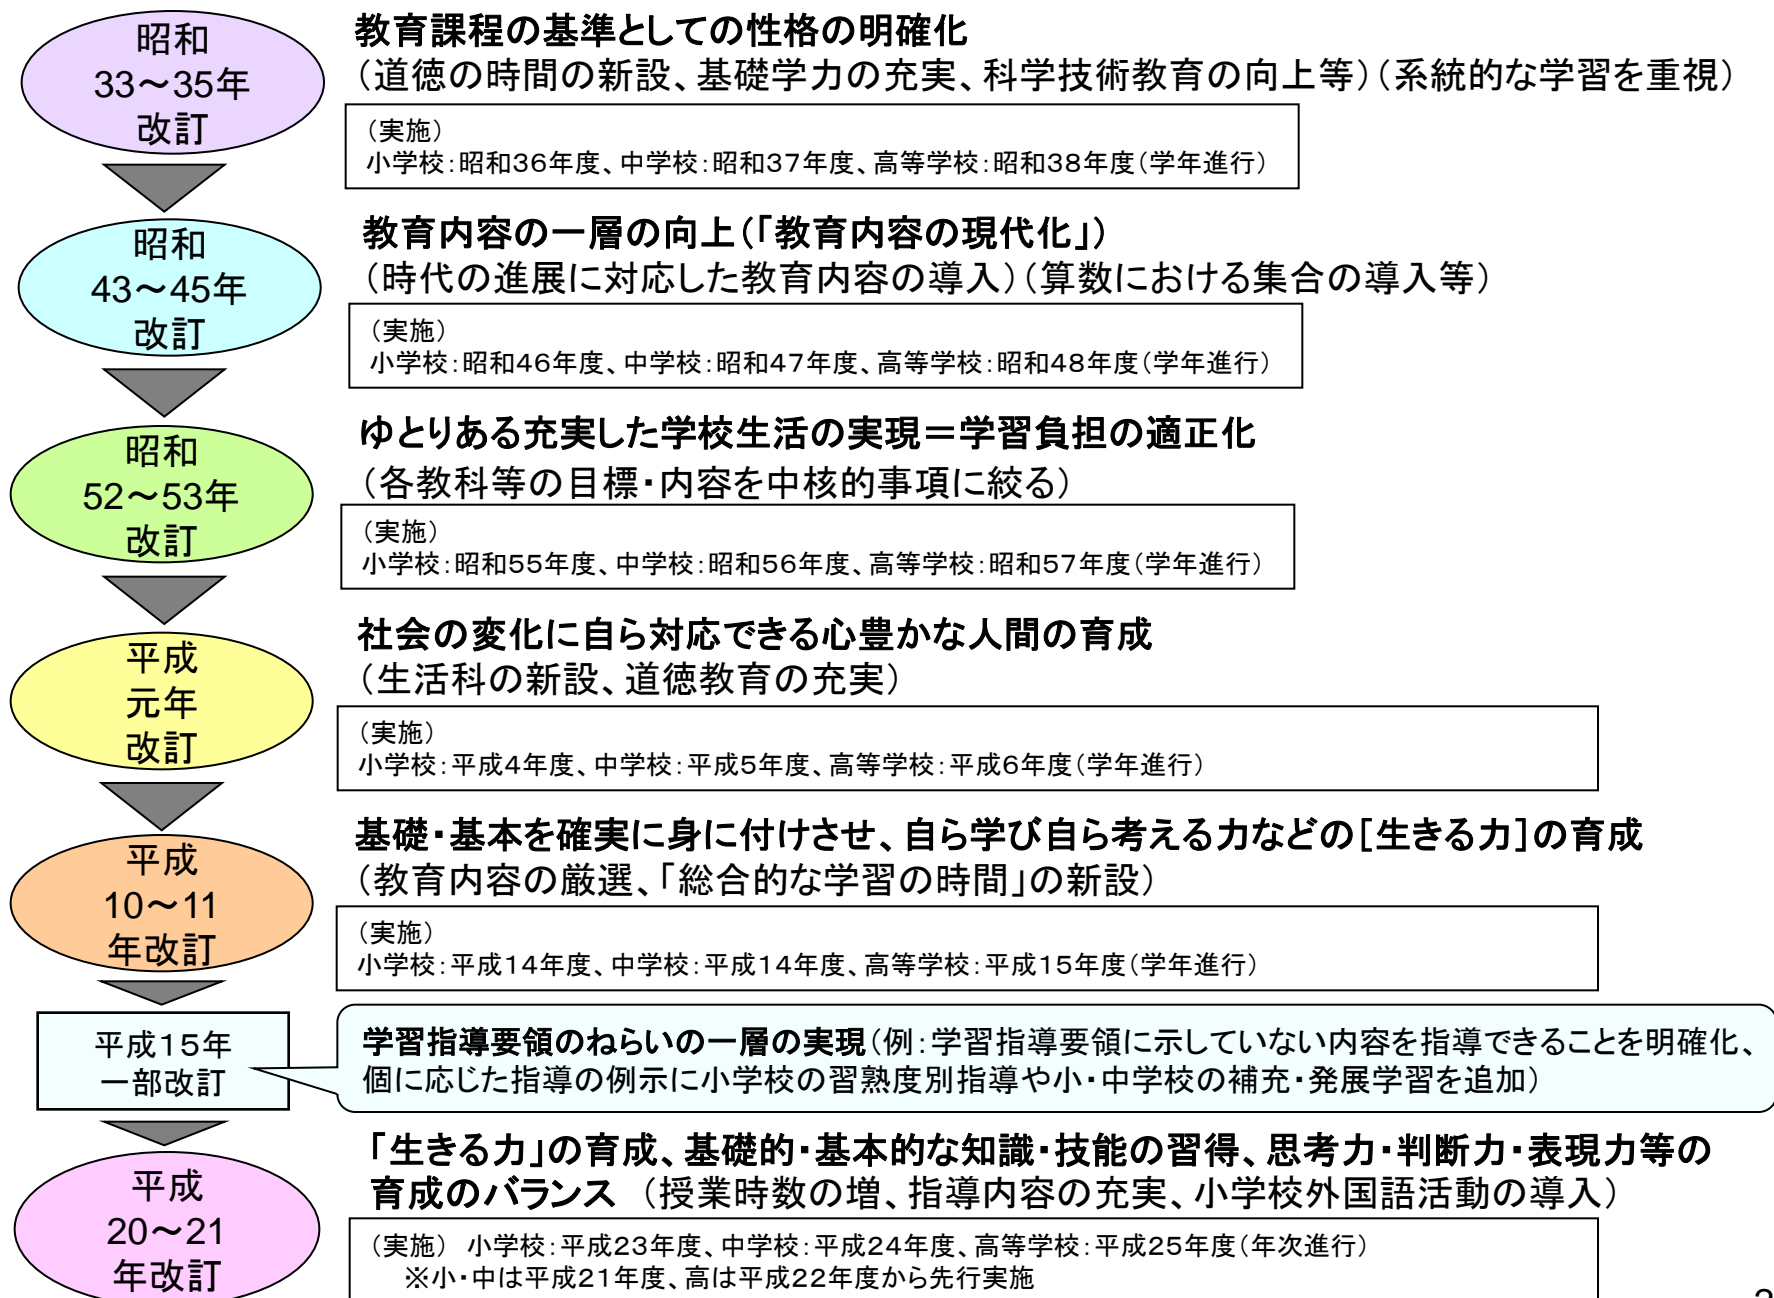 昭和
33～35年
改訂
教育課程の基準としての性格の明確化
（道徳の時間の新設、基礎学力の充実、科学技術教育の向上等）（系統的な学習を重視）
（実施）
小学校：昭和36年度、中学校：昭和37年度、高等学校：昭和38年度（学年進行）
昭和
43～45年
改訂
教育内容の一層の向上（「教育内容の現代化」）
（時代の進展に対応した教育内容の導入）（算数における集合の導入等）
（実施）
小学校：昭和46年度、中学校：昭和47年度、高等学校：昭和48年度（学年進行）
昭和
52～53年
改訂
ゆとりある充実した学校生活の実現＝学習負担の適正化
（各教科等の目標・内容を中核的事項に絞る）
（実施）
小学校：昭和55年度、中学校：昭和56年度、高等学校：昭和57年度（学年進行）
平成
元年
改訂
社会の変化に自ら対応できる心豊かな人間の育成
（生活科の新設、道徳教育の充実）
（実施）
小学校：平成4年度、中学校：平成5年度、高等学校：平成6年度（学年進行）
平成
10～11
年改訂
基礎・基本を確実に身に付けさせ、自ら学び自ら考える力などの［生きる力］の育成
（教育内容の厳選、「総合的な学習の時間」の新設）
（実施）
小学校：平成14年度、中学校：平成14年度、高等学校：平成15年度（学年進行）
平成15年
一部改訂
学習指導要領のねらいの一層の実現（例：学習指導要領に示していない内容を指導できることを明確化、
個に応じた指導の例示に小学校の習熟度別指導や小・中学校の補充・発展学習を追加）
平成
20～21
年改訂
「生きる力」の育成、基礎的・基本的な知識・技能の習得、思考力・判断力・表現力等の
育成のバランス　（授業時数の増、指導内容の充実、小学校外国語活動の導入）
（実施）　小学校：平成23年度、中学校：平成24年度、高等学校：平成25年度（年次進行）
※小・中は平成21年度、高は平成22年度から先行実施